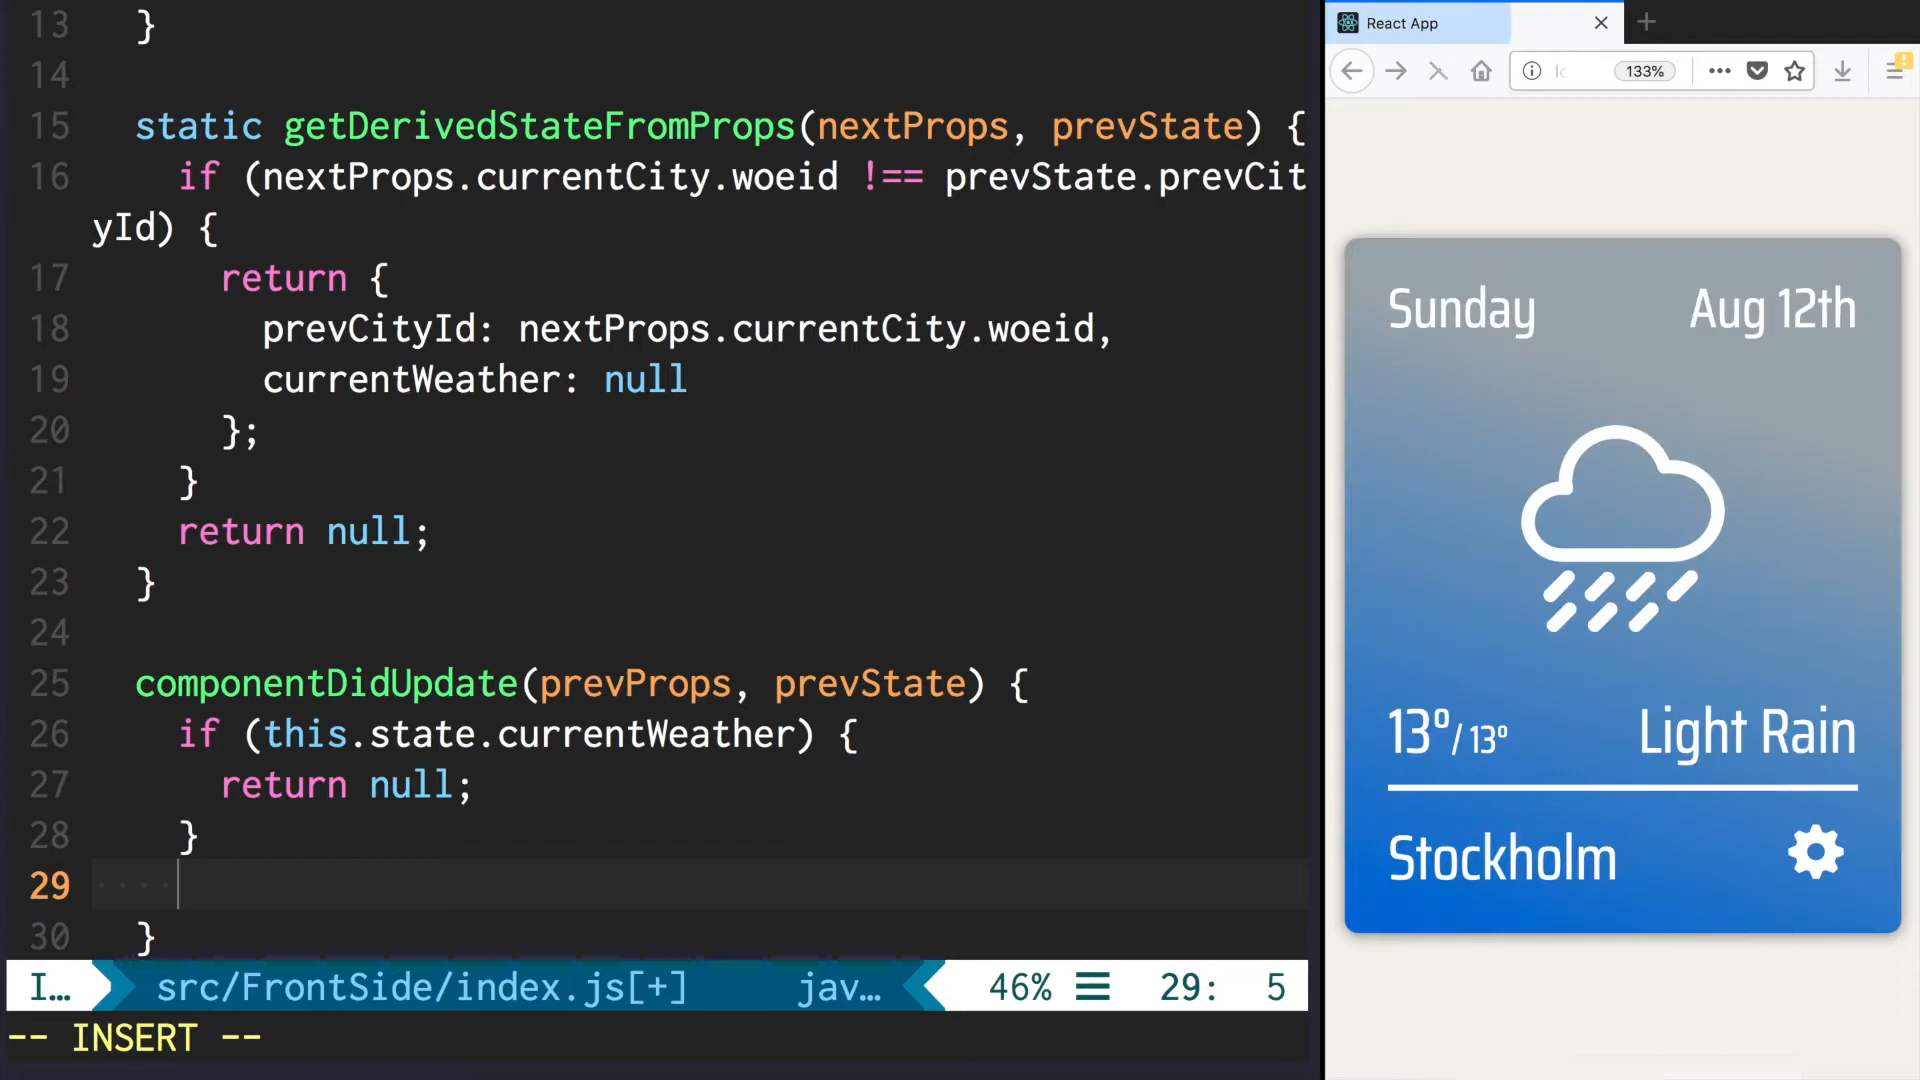 13   }
14
15   static getDerivedStateFromProps(nextProps, prevState) {
16     if (nextProps.currentCity.woeid !== prevState.prevCit
yId) {
17       return {
18         prevCityId: nextProps.currentCity.woeid,
19         currentWeather: null
20       };
21     }
22     return null;
23   }
24
25   componentDidUpdate(prevProps, prevState) {
26     if (this.state.currentWeather) {
27       return null;
28     }
29
30   }
I… src/FrontSide/index.js[+] jav… 46% 29: 5
-- INSERT --
React App
133%
Sunday Aug 12th
13°/ 13° Light Rain
Stockholm